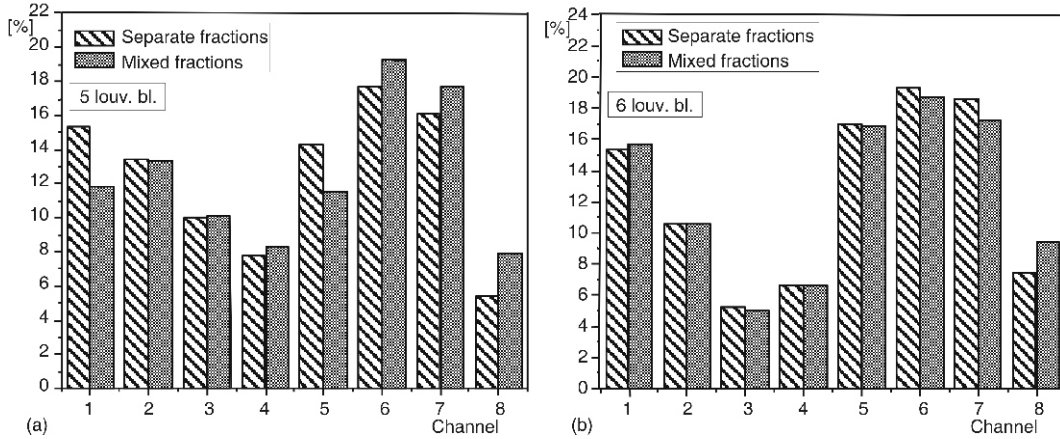 [%]
22
20
18
16
14
12
10
8
6
4
2
0
Separate fractions
Mixed fractions
5 louv. bl.
1 2 3 4 5 6 7 8
(a)
Channel
[%]
24
22
20
18
16
14
12
10
8
6
4
2
0
Separate fractions
Mixed fractions
6 louv. bl.
1 2 3 4 5 6 7 8
(b)
Channel